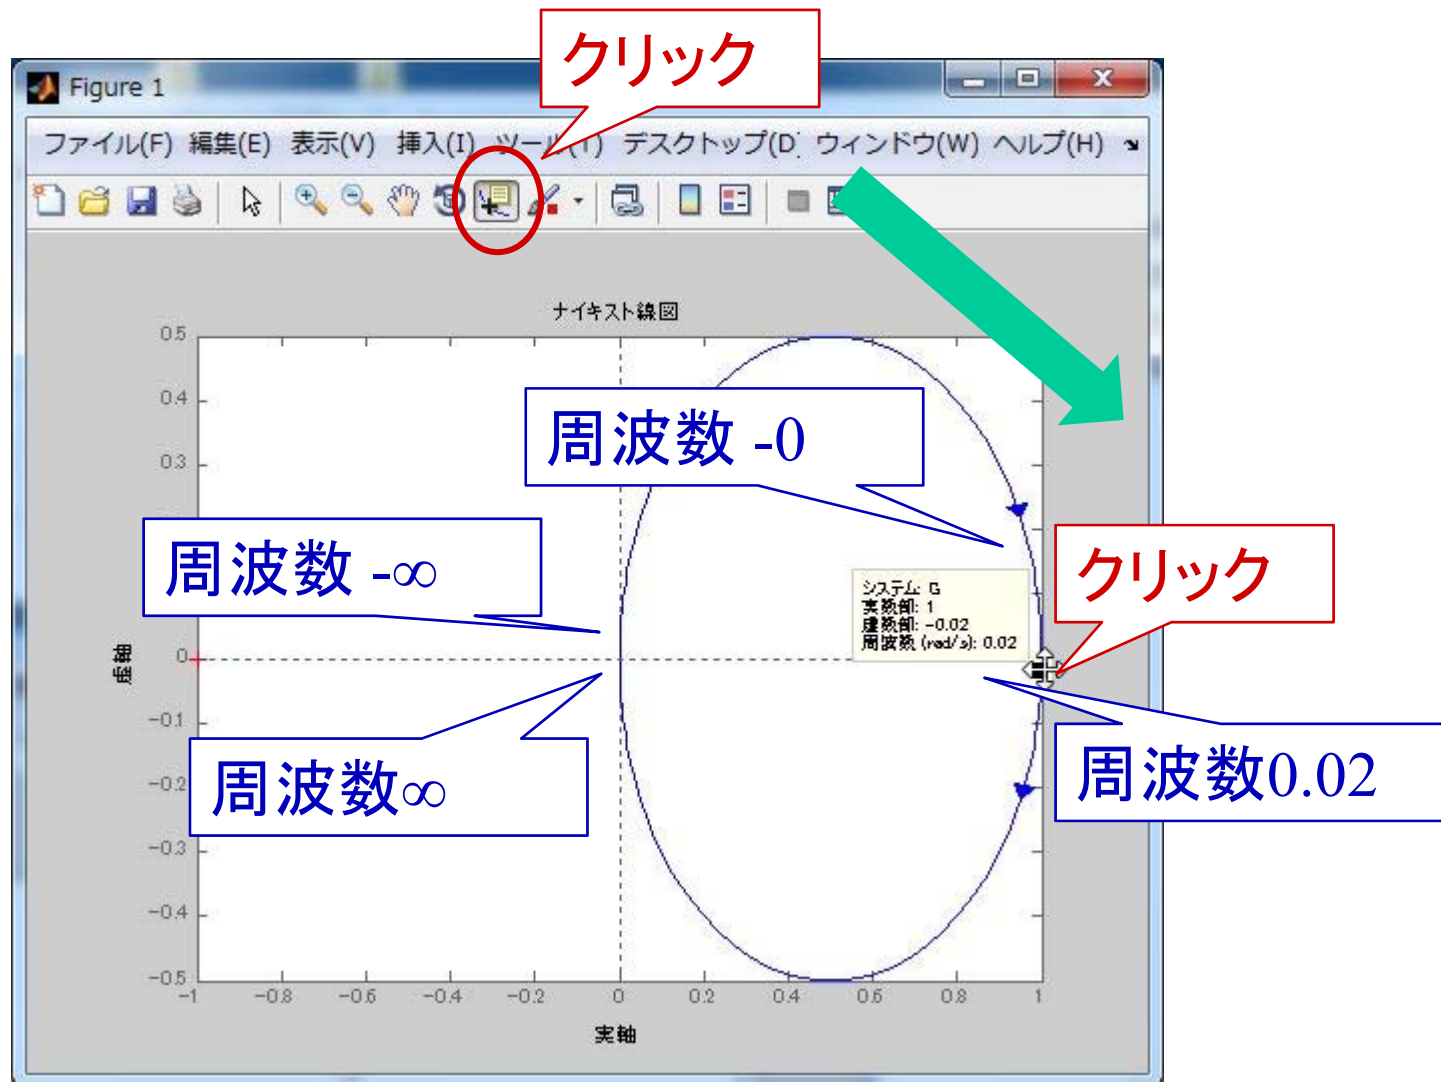 クリック
Figure 1
ファイル(F) 編集(E) 表示(V) 挿入(I) ツール(T) デスクトップ(D) ウィンドウ(W) ヘルプ(H)
ナイキスト線図
0.5
0.4
周波数 -0
0.3
周波数 -∞
クリック
システム: G
実数部: 1
虚数部: -0.02
周波数 (rad/s): 0.02
虚軸
0
-0.1
周波数∞
周波数0.02
-0.2
-0.3
-0.4
-0.5
-1 -0.8 -0.6 -0.4 -0.2 0 0.2 0.4 0.6 0.8 1
実軸